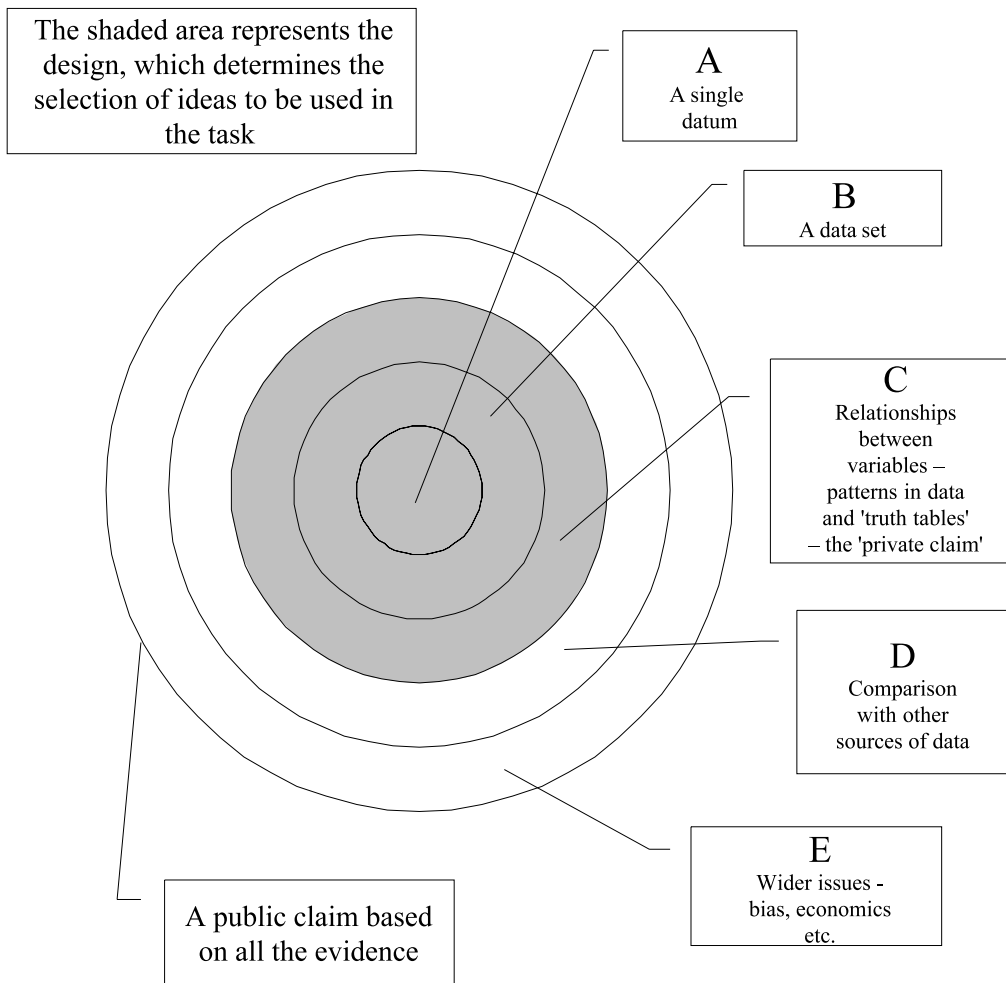 The shaded area represents the
design, which determines the
selection of ideas to be used in
the task
A
A single
datum
B
A data set
C
Relationships
between
variables –
patterns in data
and 'truth tables'
– the 'private claim'
D
Comparison
with other
sources of data
E
Wider issues -
bias, economics
etc.
A public claim based
on all the evidence